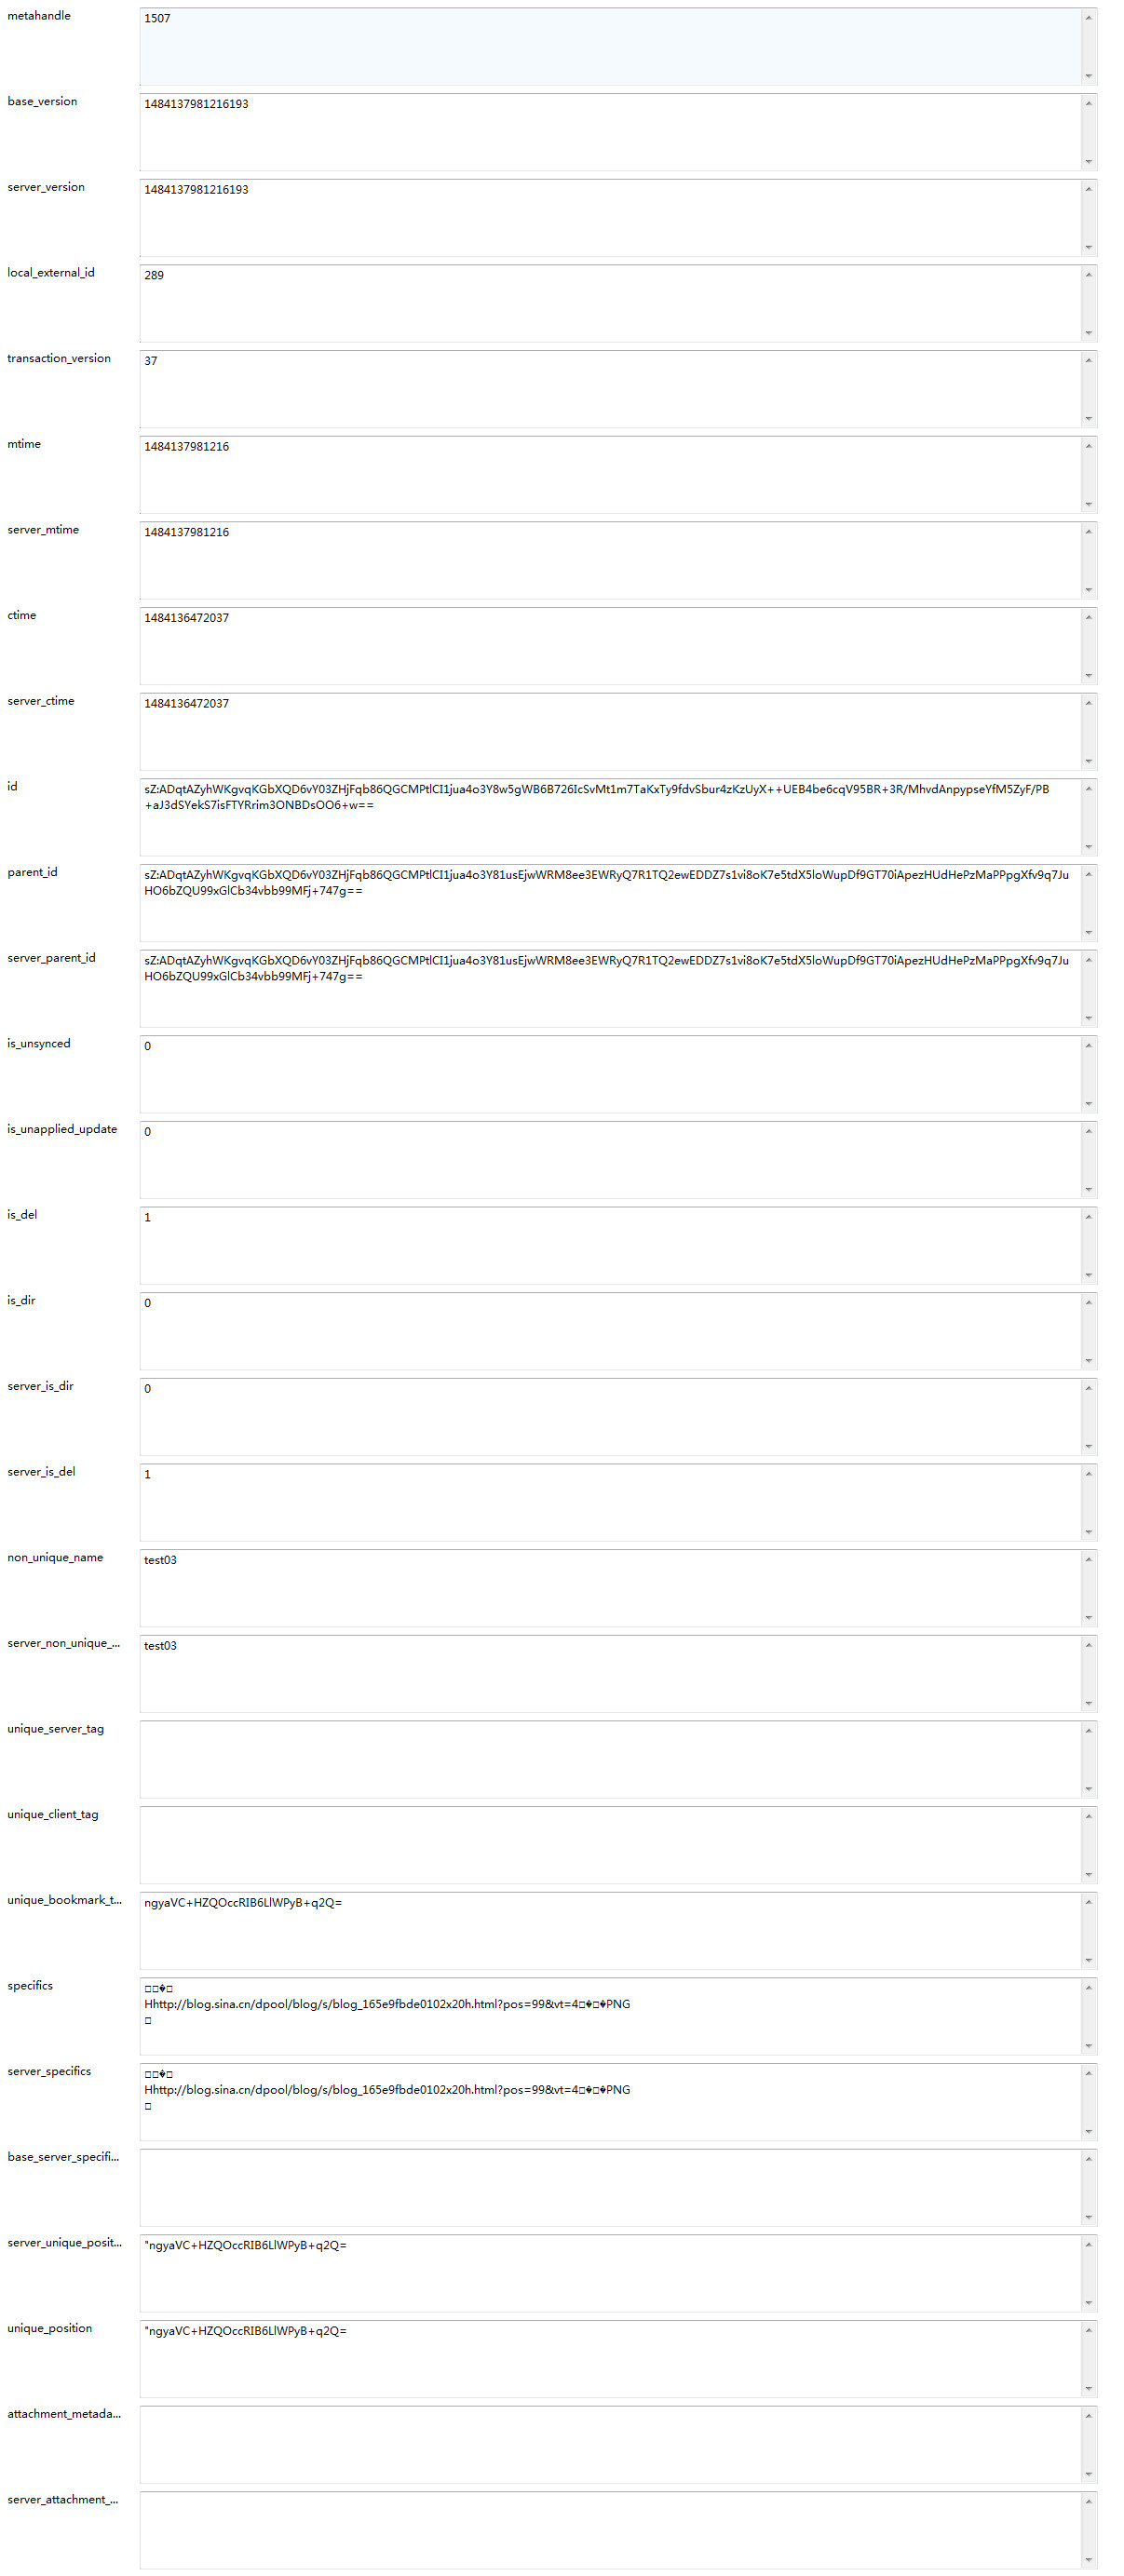 metahandle 1507
base_version 1484137981216193
server_version 1484137981216193
local_external_id 289
transaction_version 37
mtime 1484137981216
server_mtime 1484137981216
ctime 1484136472037
server_ctime 1484136472037
id sZ:ADqtAZyhWKgvqKGbXQD6vY03ZHjFqb86QGCMPtlCI1jua4o3Y8w5gWB6B726IcSvMt1m7TaKxTy9fdvSbur4zKzUyX++UEB4be6cqV95BR+3R/MhvdAnpypseYfM5ZyF/PB
+aJ3dSYekS7isFTYRrim3ONBDsOO6+w==
parent_id sZ:ADqtAZyhWKgvqKGbXQD6vY03ZHjFqb86QGCMPtlCI1jua4o3Y81usEjwWRM8ee3EWRyQ7R1TQ2ewEDDZ7s1vi8oK7e5tdX5loWupDf9GT70iApezHUdHePzMaPPpgXfv9q7Ju
HO6bZQU99xGlCb34vbb99MFj+747g==
server_parent_id sZ:ADqtAZyhWKgvqKGbXQD6vY03ZHjFqb86QGCMPtlCI1jua4o3Y81usEjwWRM8ee3EWRyQ7R1TQ2ewEDDZ7s1vi8oK7e5tdX5loWupDf9GT70iApezHUdHePzMaPPpgXfv9q7Ju
HO6bZQU99xGlCb34vbb99MFj+747g==
is_unsynced 0
is_unapplied_update 0
is_del 1
is_dir 0
server_is_dir 0
server_is_del 1
non_unique_name test03
server_non_unique_... test03
unique_server_tag
unique_client_tag
unique_bookmark_t... ngyaVC+HZQOccRIB6LlWPyB+q2Q=
specifics □□�□
Hhttp://blog.sina.cn/dpool/blog/s/blog_165e9fbde0102x20h.html?pos=99&vt=4□�□�PNG
□
server_specifics □□�□
Hhttp://blog.sina.cn/dpool/blog/s/blog_165e9fbde0102x20h.html?pos=99&vt=4□�□�PNG
□
base_server_specifi...
server_unique_posit... "ngyaVC+HZQOccRIB6LlWPyB+q2Q=
unique_position "ngyaVC+HZQOccRIB6LlWPyB+q2Q=
attachment_metada...
server_attachment_...